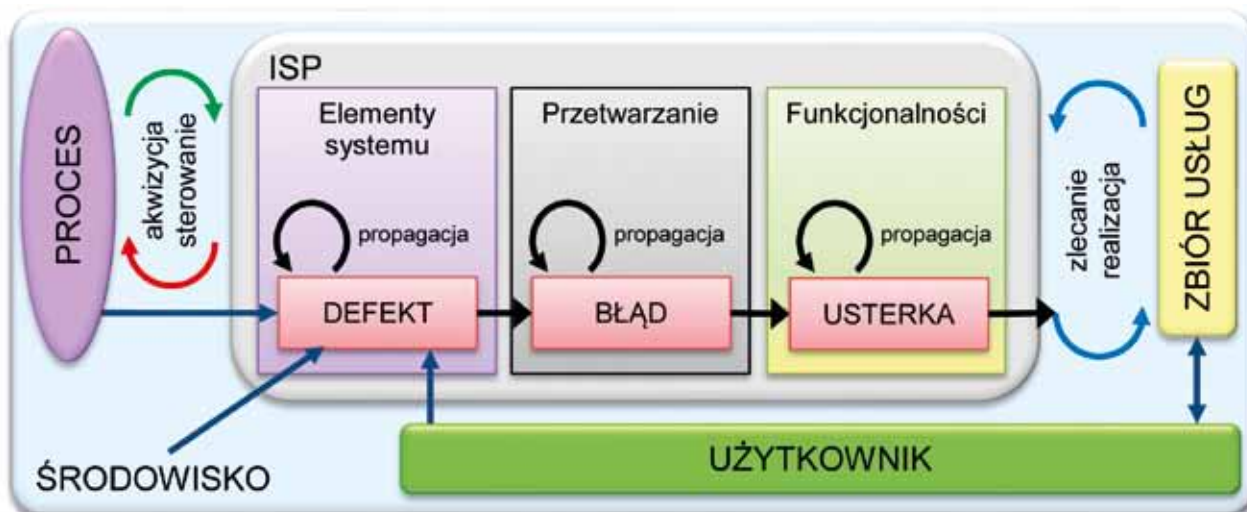 PROCES
akwizycja
sterowanie
ISP
Elementy
systemu
propagacja
DEFEKT
Przetwarzanie
propagacja
BŁĄD
Funkcjonalności
propagacja
USTERKA
zlecanie
realizacja
ZBIÓR USŁUG
ŚRODOWISKO
UŻYTKOWNIK